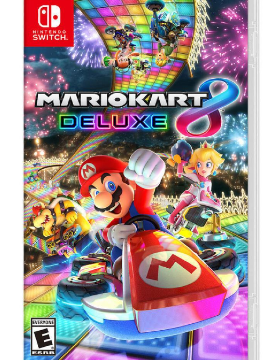 NINTENDO
SWITCH
MARIOKART 8
DELUXE
M
M
EVERYONE
E
ESRB